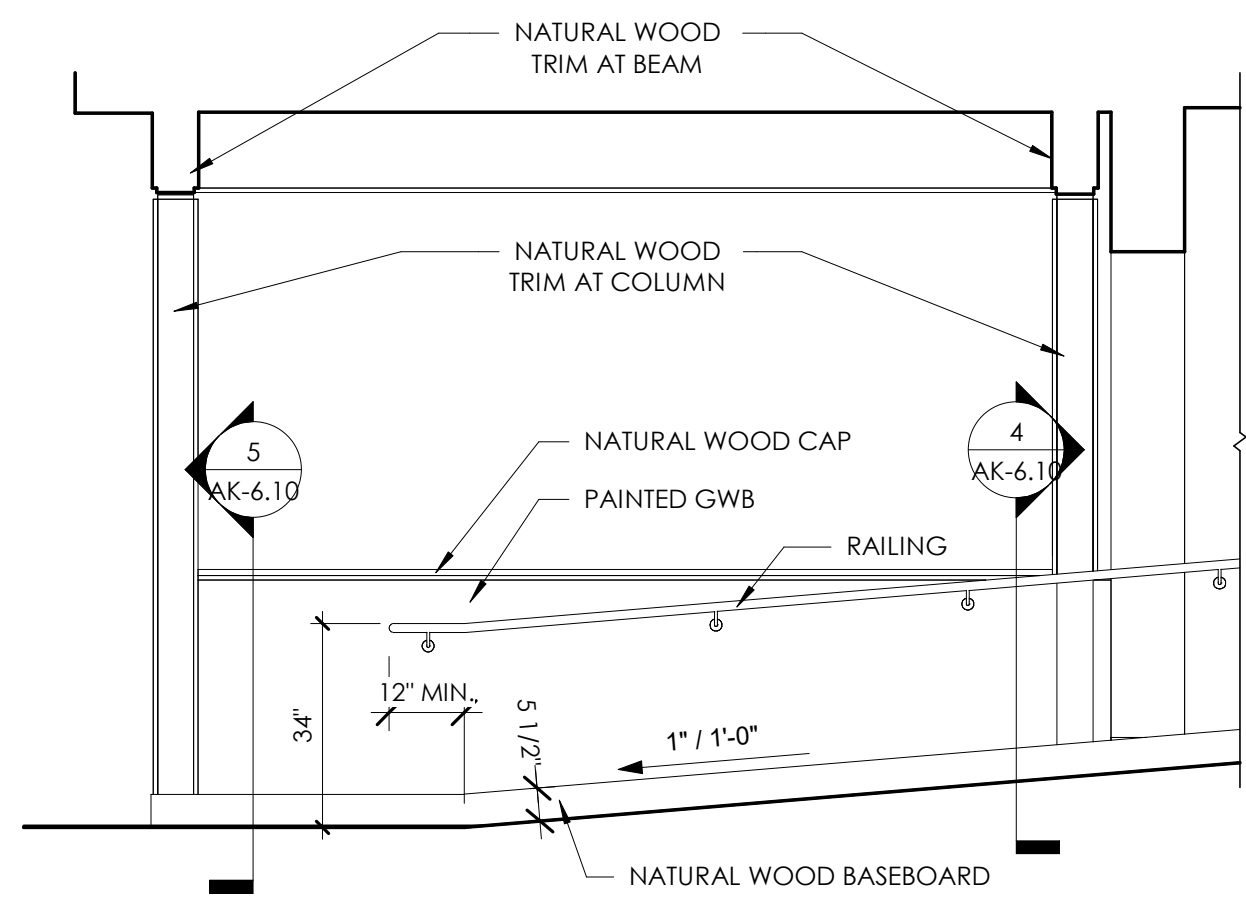 NATURAL WOOD
TRIM AT BEAM
NATURAL WOOD
TRIM AT COLUMN
5
AK-6.10
4
AK-6.10
NATURAL WOOD CAP
PAINTED GWB
RAILING
12" MIN.,
34"
5 1/2"
1" / 1'-0"
NATURAL WOOD BASEBOARD